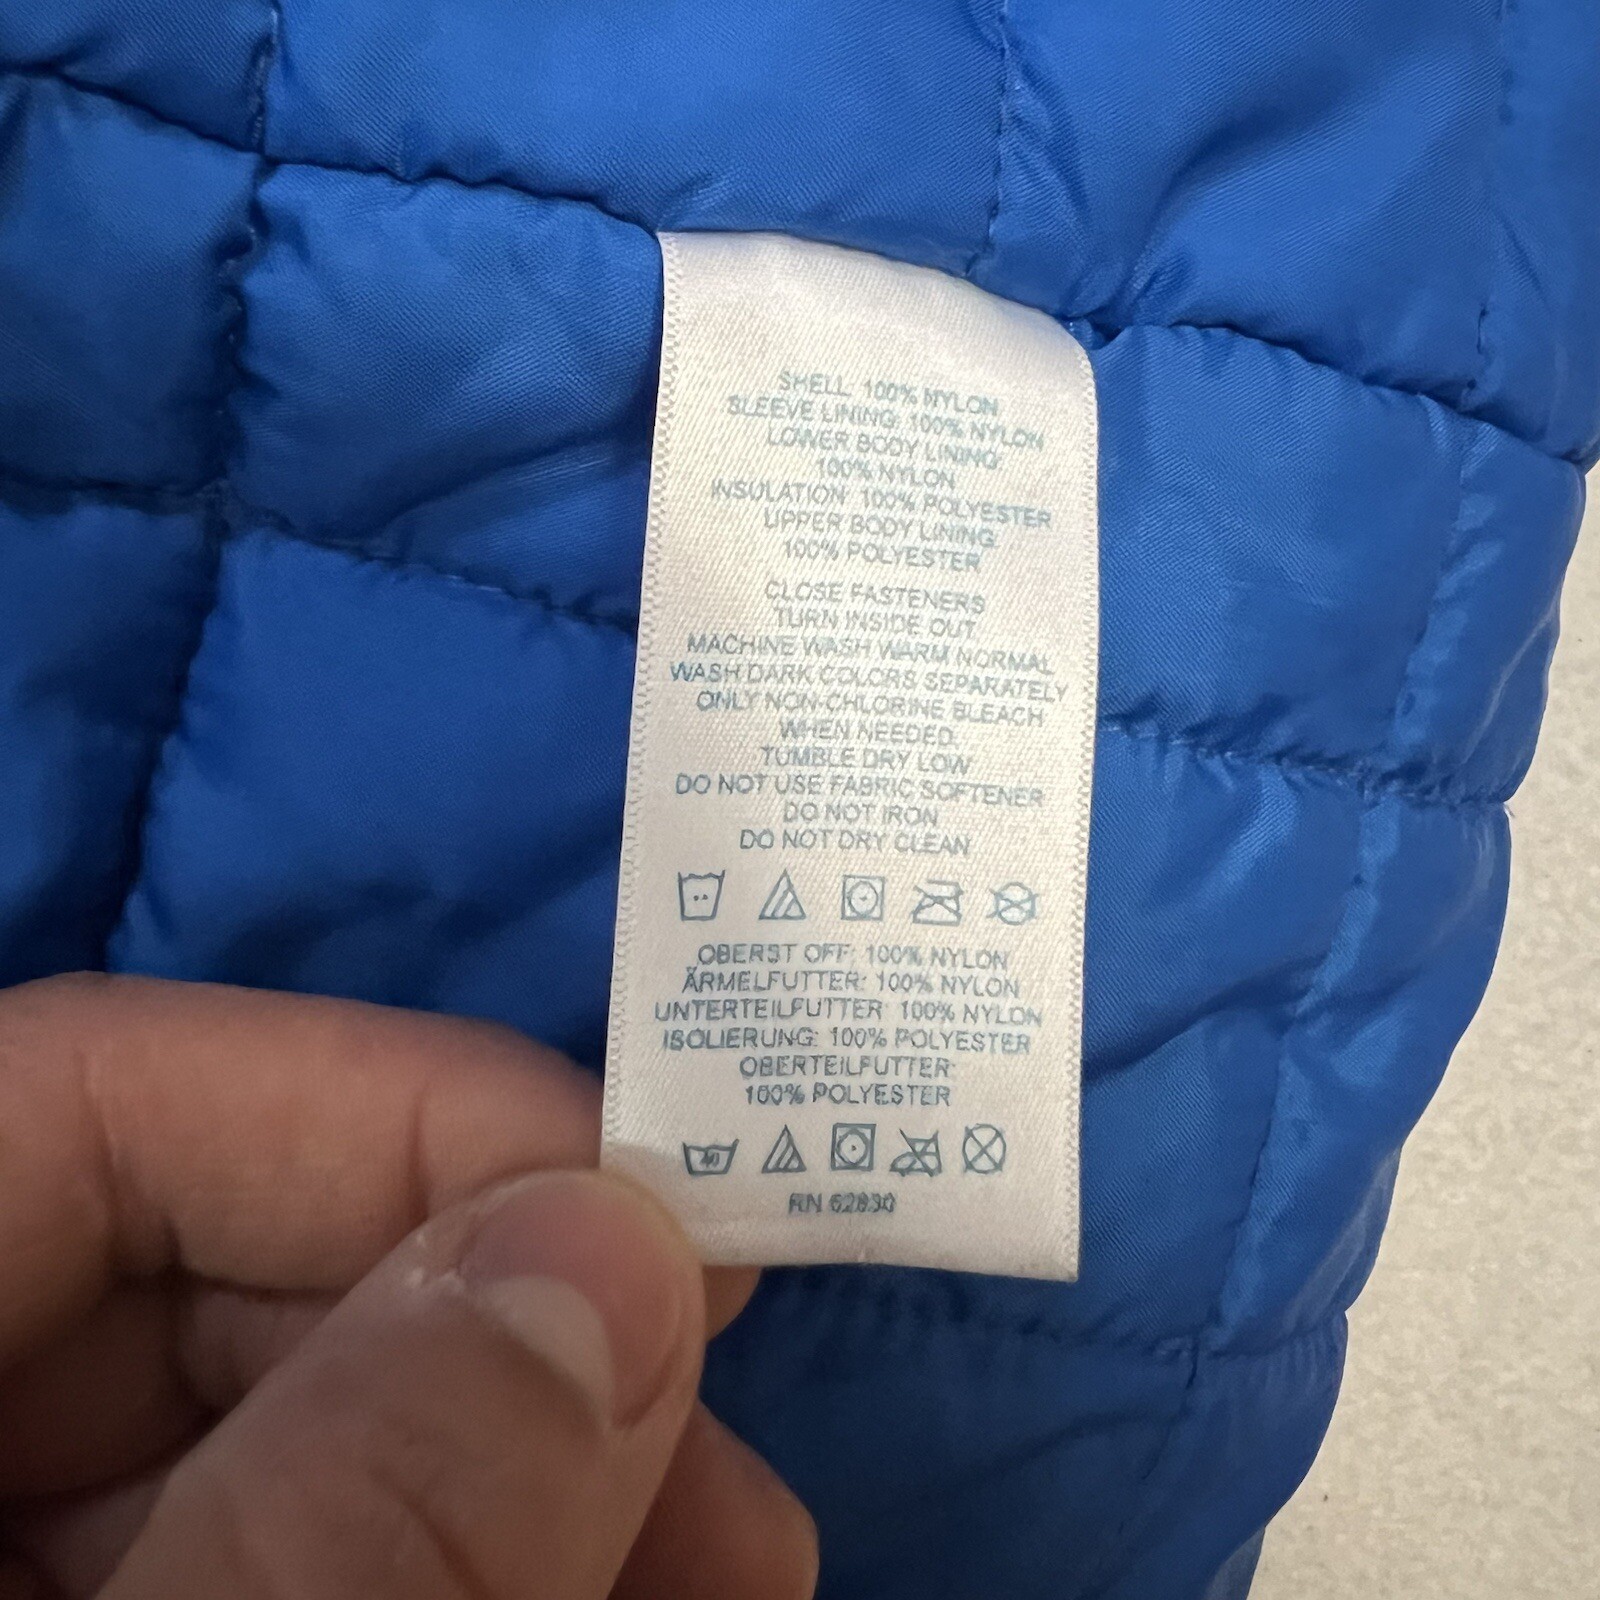 SHELL: 100% NYLON
SLEEVE LINING: 100% NYLON
LOWER BODY LINING:
100% NYLON
INSULATION: 100% POLYESTER
UPPER BODY LINING:
100% POLYESTER
CLOSE FASTENERS
TURN INSIDE OUT
MACHINE WASH WARM NORMAL
WASH DARK COLORS SEPARATELY
ONLY NON-CHLORINE BLEACH
WHEN NEEDED.
TUMBLE DRY LOW
DO NOT USE FABRIC SOFTENER
DO NOT IRON
DO NOT DRY CLEAN
OBERST OFF: 100% NYLON
ÄRMELFUTTER: 100% NYLON
UNTERTEILFUTTER: 100% NYLON
ISOLIERUNG: 100% POLYESTER
OBERTEILFUTTER:
100% POLYESTER
40
RN 62830